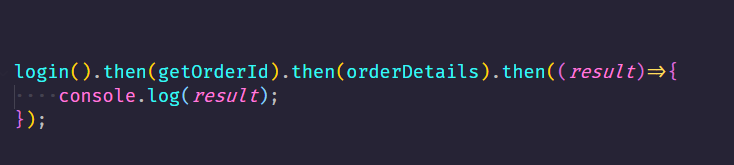 login().then(getOrderId).then(orderDetails).then((result)=>{
    console.log(result);
});